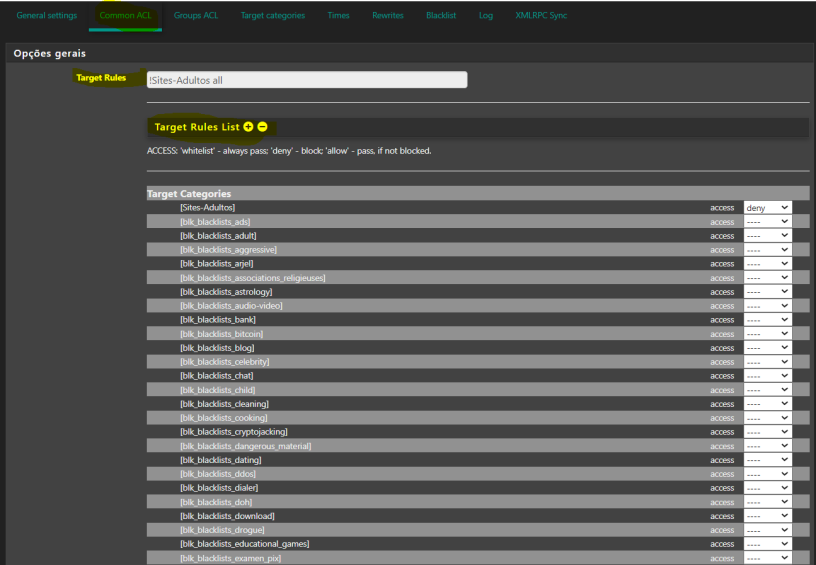 General settings Common ACL Groups ACL Target categories Times Rewrites Blacklist Log XMLRPC Sync
Opções gerais
Target Rules !Sites-Adultos all
Target Rules List
ACCESS: 'whitelist' - always pass; 'deny' - block; 'allow' - pass, if not blocked.
Target Categories
[Sites-Adultos] access deny
[blk_blacklists_ads] access ----
[blk_blacklists_adult] access ----
[blk_blacklists_aggressive] access ----
[blk_blacklists_arjel] access ----
[blk_blacklists_associations_religieuses] access ----
[blk_blacklists_astrology] access ----
[blk_blacklists_audio-video] access ----
[blk_blacklists_bank] access ----
[blk_blacklists_bitcoin] access ----
[blk_blacklists_blog] access ----
[blk_blacklists_celebrity] access ----
[blk_blacklists_chat] access ----
[blk_blacklists_child] access ----
[blk_blacklists_cleaning] access ----
[blk_blacklists_cooking] access ----
[blk_blacklists_cryptojacking] access ----
[blk_blacklists_dangerous_material] access ----
[blk_blacklists_dating] access ----
[blk_blacklists_ddos] access ----
[blk_blacklists_dialer] access ----
[blk_blacklists_doh] access ----
[blk_blacklists_download] access ----
[blk_blacklists_drogue] access ----
[blk_blacklists_educational_games] access ----
[blk_blacklists_examen_pix] access ----